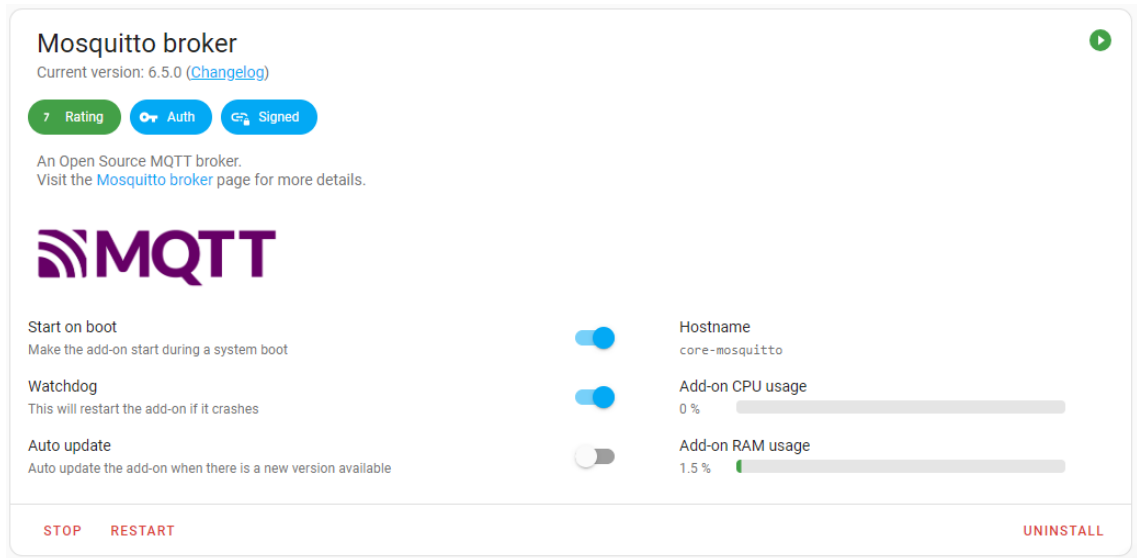 Mosquitto broker
Current version: 6.5.0 (Changelog)
7 Rating
Auth
Signed
An Open Source MQTT broker.
Visit the Mosquitto broker page for more details.
MQTT
Start on boot
Make the add-on start during a system boot
Hostname
core-mosquitto
Watchdog
This will restart the add-on if it crashes
Add-on CPU usage
0 %
Auto update
Auto update the add-on when there is a new version available
Add-on RAM usage
1.5 %
STOP
RESTART
UNINSTALL